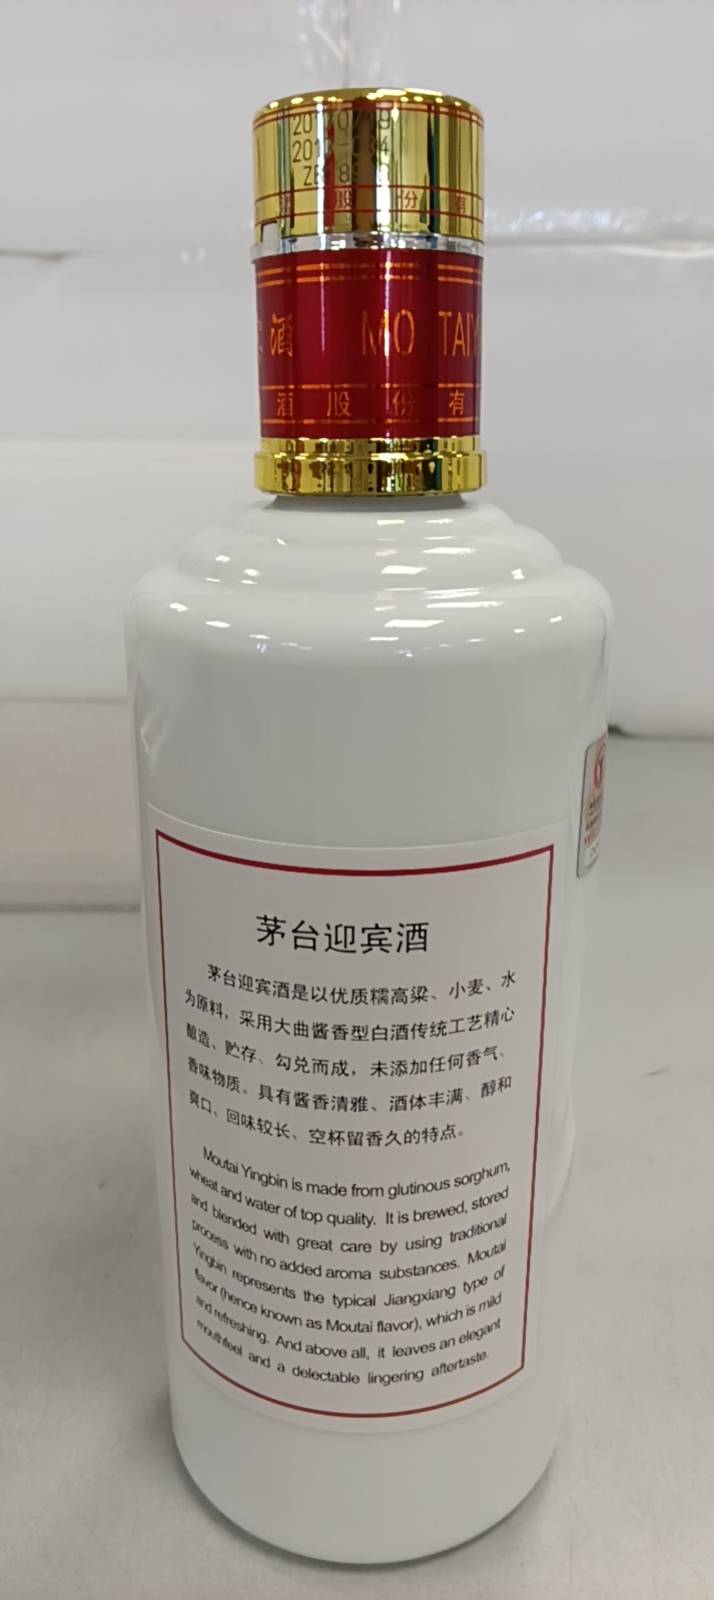 股 份 有
酒 MO TAIY
酒 股 份 有
茅台迎宾酒
茅台迎宾酒是以优质糯高粱、小麦、水
为原料，采用大曲酱香型白酒传统工艺精心
酿造、贮存、勾兑而成，未添加任何香气、
香味物质。具有酱香清雅、酒体丰满、醇和
爽口、回味较长、空杯留香久的特点。
Moutai Yingbin is made from glutinous sorghum,
wheat and water of top quality. It is brewed, stored
and blended with great care by using traditional
process with no added aroma substances. Moutai
Yingbin represents the typical Jiangxiang type of
flavor (hence known as Moutai flavor), which is mild
and refreshing. And above all, it leaves an elegant
mouthfeel and a delectable lingering aftertaste.